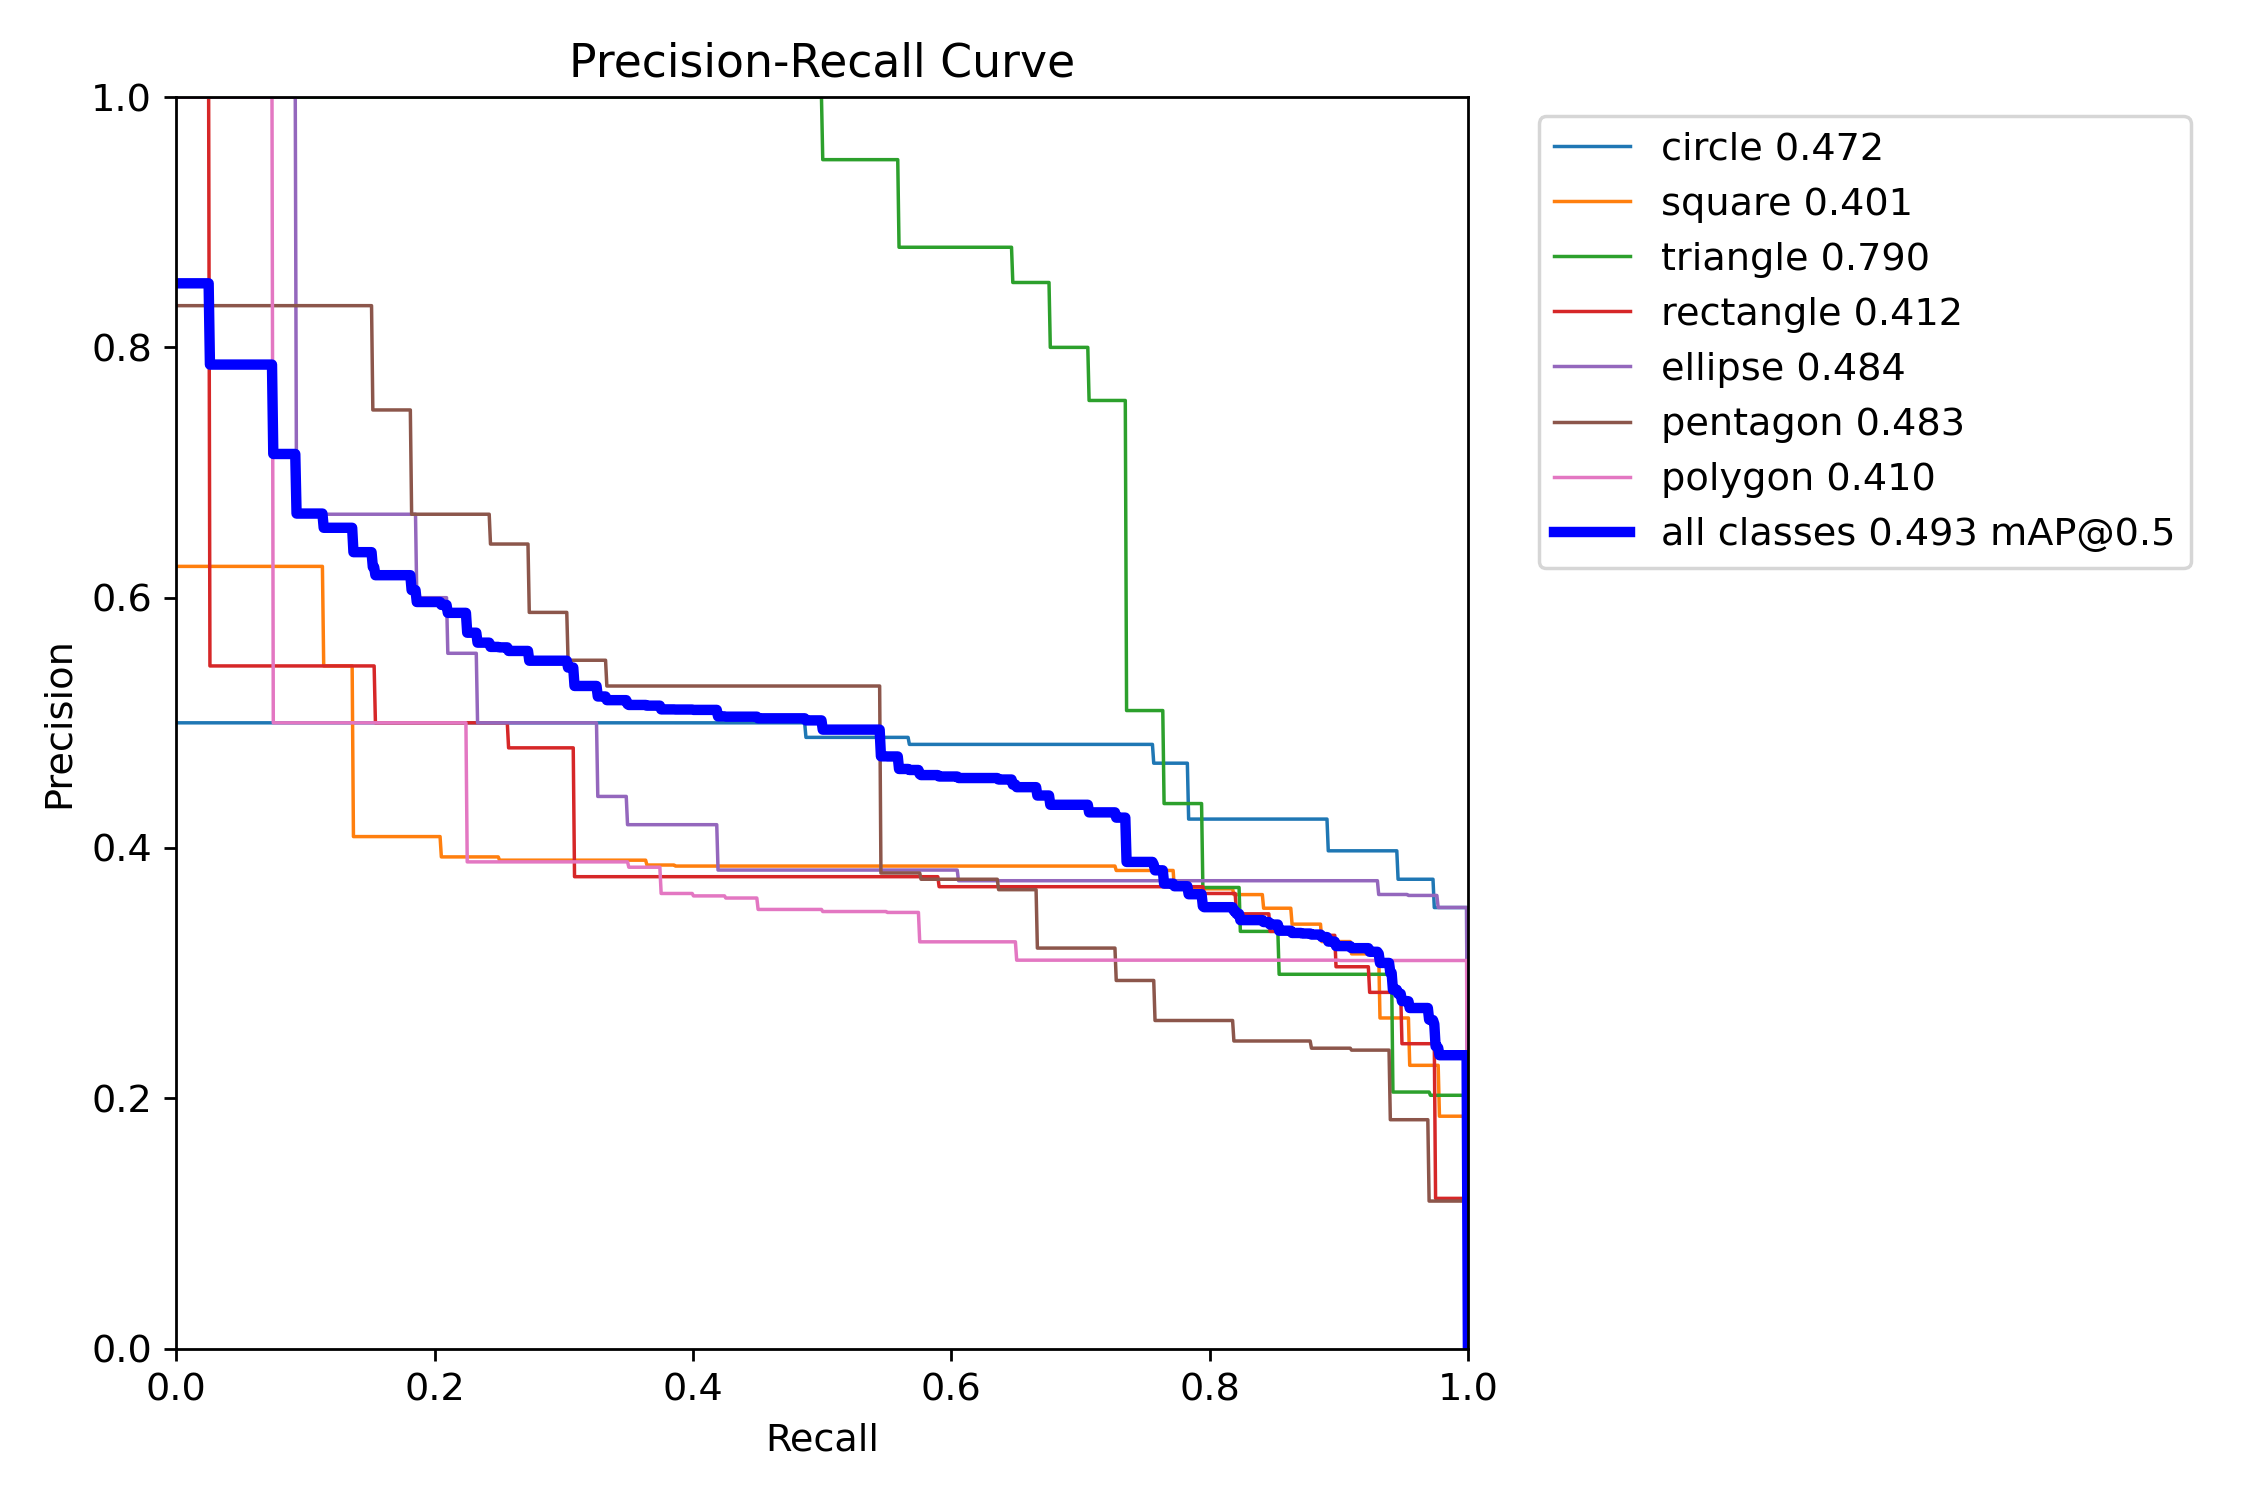 Precision-Recall Curve
1.0
0.8
0.6
0.4
0.2
0.0
Precision
0.0 0.2 0.4 0.6 0.8 1.0
Recall
circle 0.472
square 0.401
triangle 0.790
rectangle 0.412
ellipse 0.484
pentagon 0.483
polygon 0.410
all classes 0.493 mAP@0.5